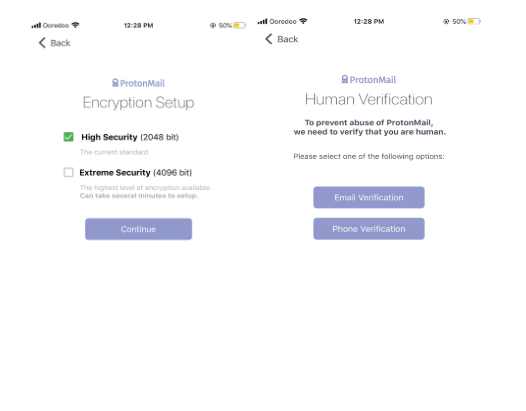 Ooredoo 12:28 PM 50%
Back
ProtonMail
Encryption Setup
High Security (2048 bit)
The current standard
Extreme Security (4096 bit)
The highest level of encryption available.
Can take several minutes to setup.
Continue
Ooredoo 12:28 PM 50%
Back
ProtonMail
Human Verification
To prevent abuse of ProtonMail,
we need to verify that you are human.
Please select one of the following options:
Email Verification
Phone Verification